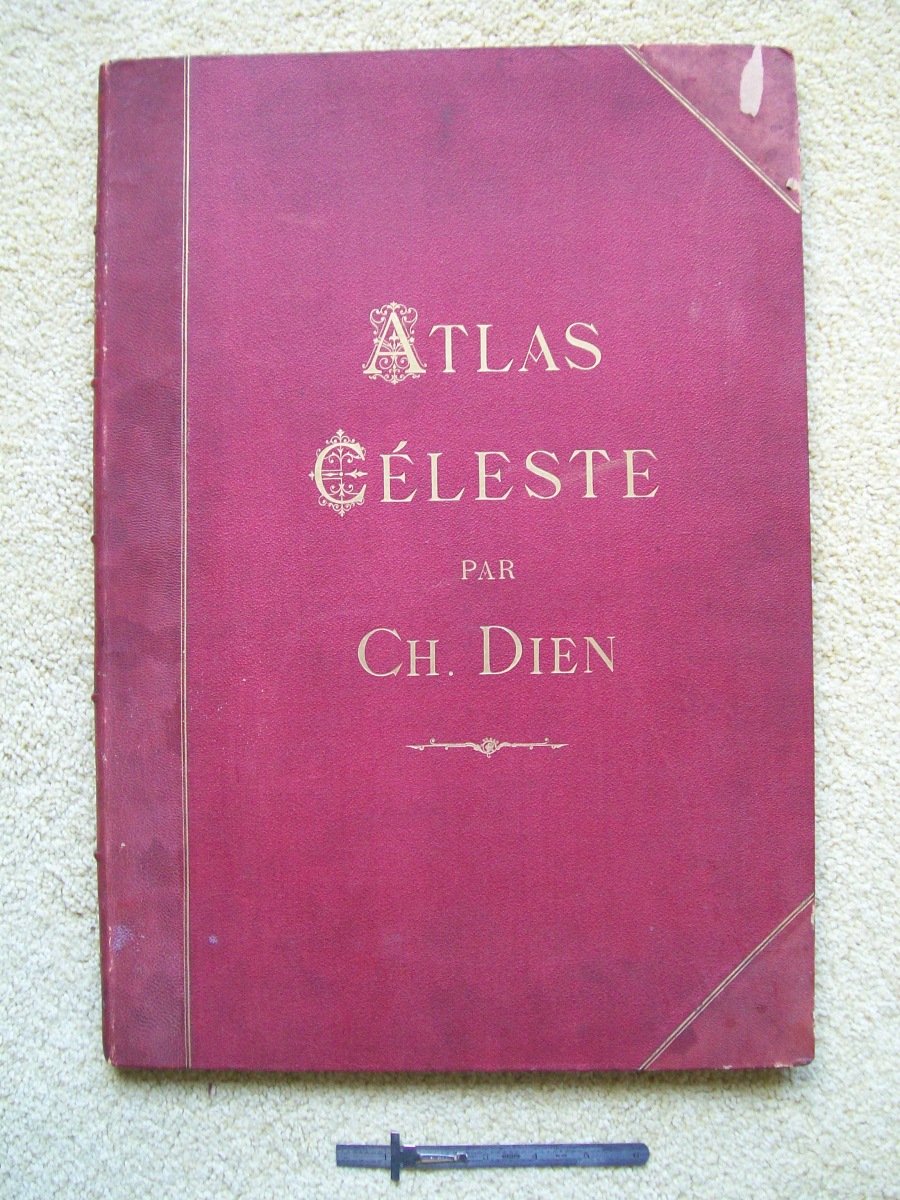 ATLAS
CÉLESTE
PAR
CH. DIEN